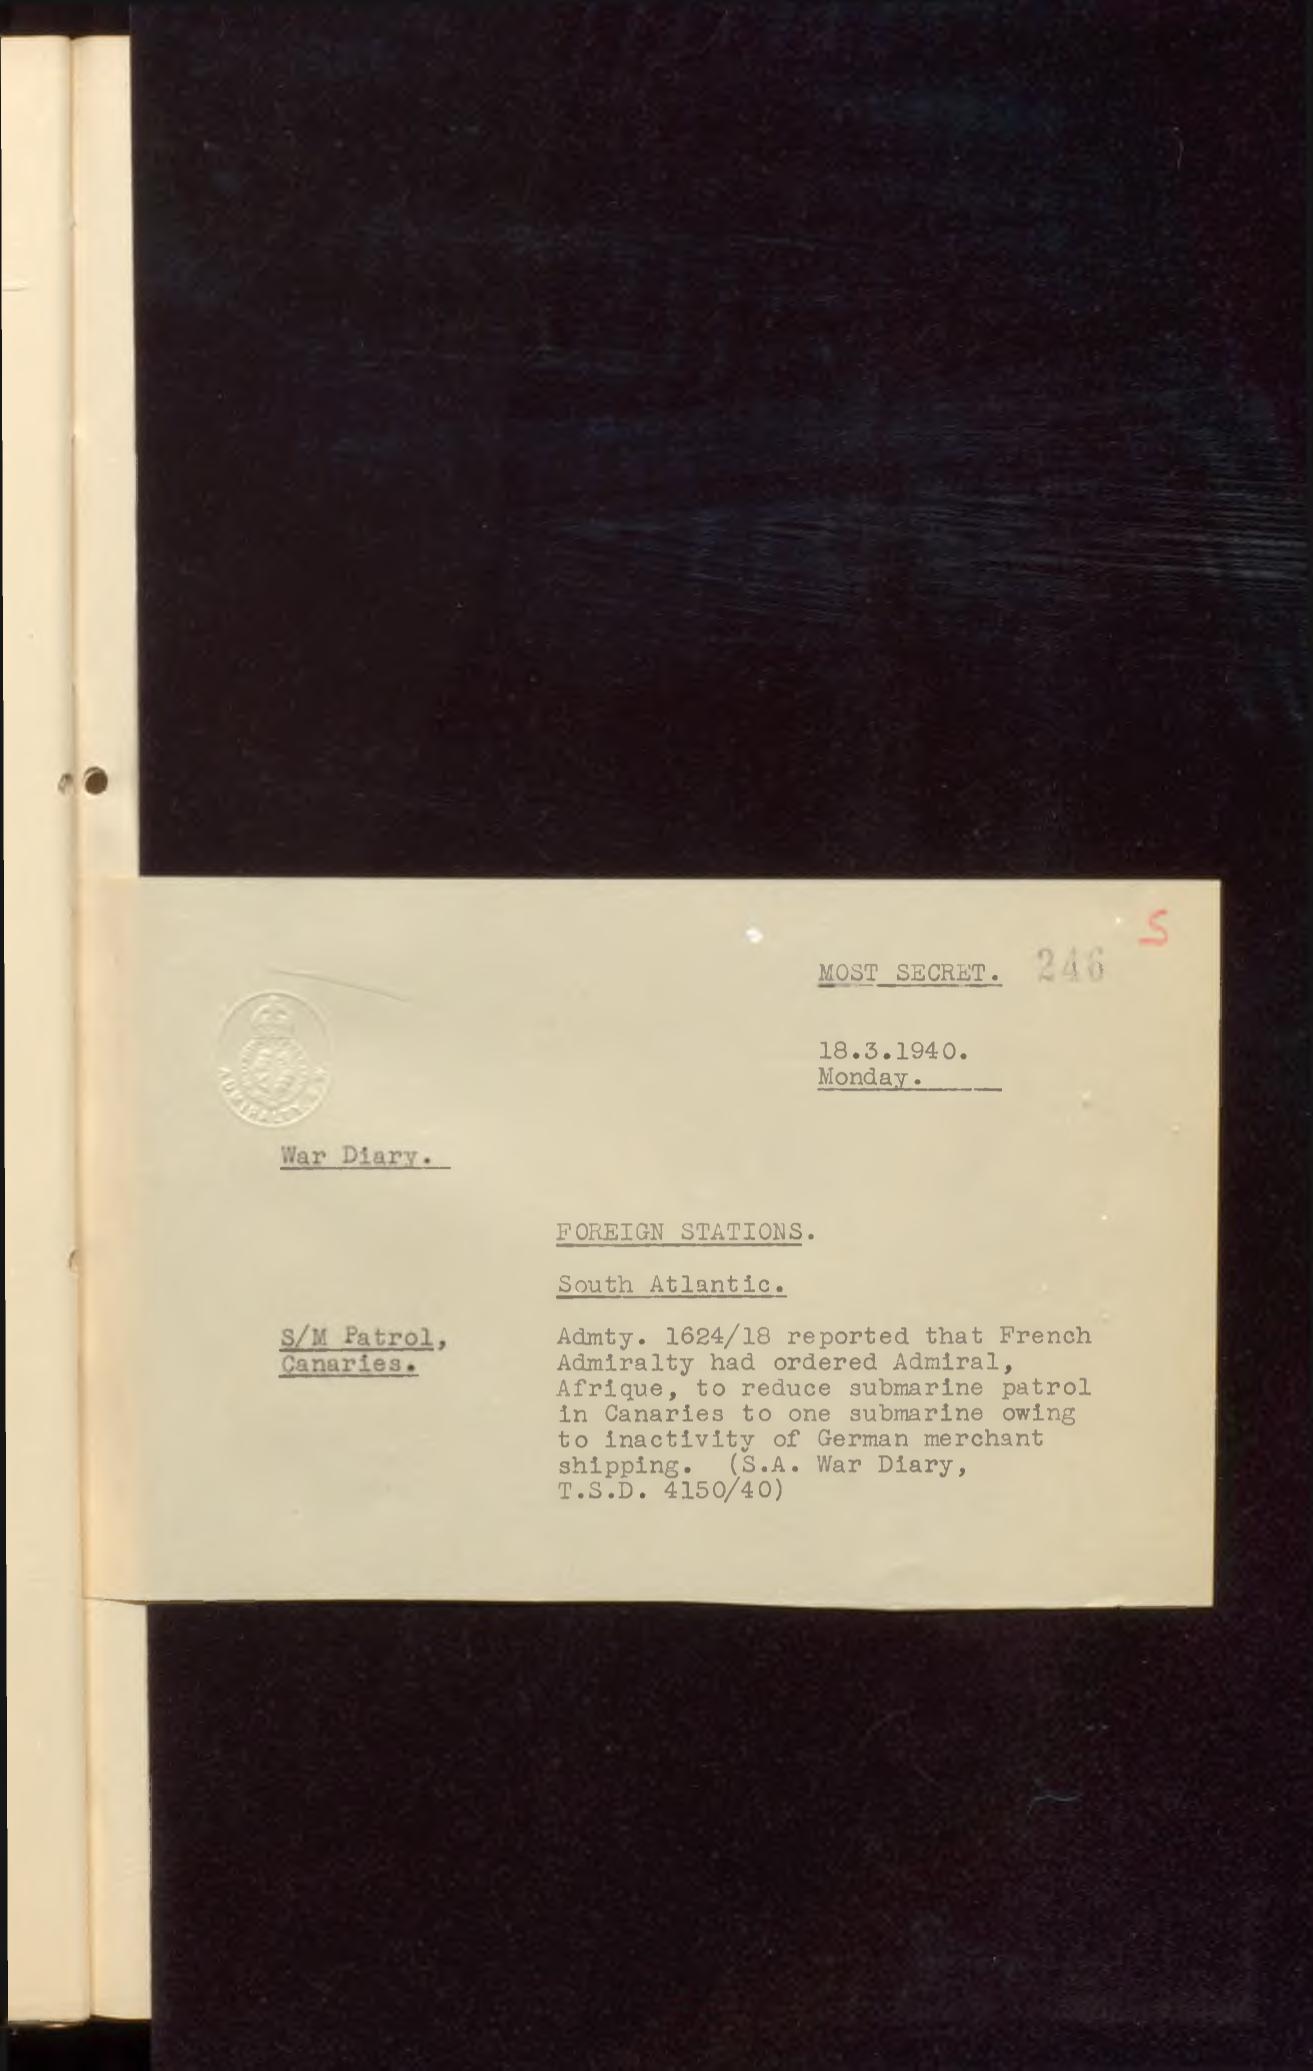 S
MOST SECRET. 246
18.3.1940.
Monday.
ADMIRALTY
War Diary.
FOREIGN STATIONS.
South Atlantic.
S/M Patrol,
Canaries.
Admty. 1624/18 reported that French
Admiralty had ordered Admiral,
Afrique, to reduce submarine patrol
in Canaries to one submarine owing
to inactivity of German merchant
shipping. (S.A. War Diary,
T.S.D. 4150/40)